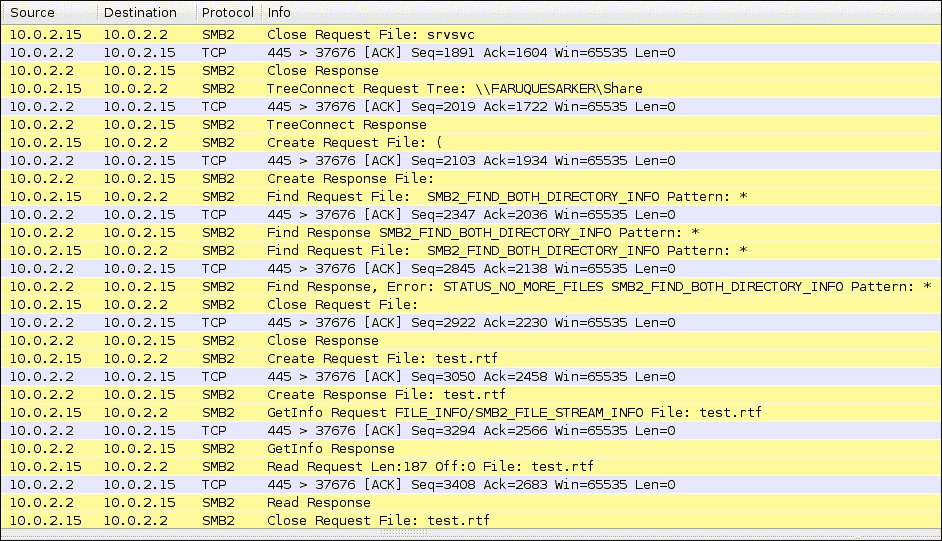 Source Destination Protocol Info
10.0.2.15 10.0.2.2 SMB2 Close Request File: srvsvc
10.0.2.2 10.0.2.15 TCP 445 > 37676 [ACK] Seq=1891 Ack=1604 Win=65535 Len=0
10.0.2.2 10.0.2.15 SMB2 Close Response
10.0.2.15 10.0.2.2 SMB2 TreeConnect Request Tree: \\FARUQUESARKER\Share
10.0.2.2 10.0.2.15 TCP 445 > 37676 [ACK] Seq=2019 Ack=1722 Win=65535 Len=0
10.0.2.2 10.0.2.15 SMB2 TreeConnect Response
10.0.2.15 10.0.2.2 SMB2 Create Request File: (
10.0.2.2 10.0.2.15 TCP 445 > 37676 [ACK] Seq=2103 Ack=1934 Win=65535 Len=0
10.0.2.2 10.0.2.15 SMB2 Create Response File:
10.0.2.15 10.0.2.2 SMB2 Find Request File: SMB2_FIND_BOTH_DIRECTORY_INFO Pattern: *
10.0.2.2 10.0.2.15 TCP 445 > 37676 [ACK] Seq=2347 Ack=2036 Win=65535 Len=0
10.0.2.2 10.0.2.15 SMB2 Find Response SMB2_FIND_BOTH_DIRECTORY_INFO Pattern: *
10.0.2.15 10.0.2.2 SMB2 Find Request File: SMB2_FIND_BOTH_DIRECTORY_INFO Pattern: *
10.0.2.2 10.0.2.15 TCP 445 > 37676 [ACK] Seq=2845 Ack=2138 Win=65535 Len=0
10.0.2.2 10.0.2.15 SMB2 Find Response, Error: STATUS_NO_MORE_FILES SMB2_FIND_BOTH_DIRECTORY_INFO Pattern: *
10.0.2.15 10.0.2.2 SMB2 Close Request File:
10.0.2.2 10.0.2.15 TCP 445 > 37676 [ACK] Seq=2922 Ack=2230 Win=65535 Len=0
10.0.2.2 10.0.2.15 SMB2 Close Response
10.0.2.15 10.0.2.2 SMB2 Create Request File: test.rtf
10.0.2.2 10.0.2.15 TCP 445 > 37676 [ACK] Seq=3050 Ack=2458 Win=65535 Len=0
10.0.2.2 10.0.2.15 SMB2 Create Response File: test.rtf
10.0.2.15 10.0.2.2 SMB2 GetInfo Request FILE_INFO/SMB2_FILE_STREAM_INFO File: test.rtf
10.0.2.2 10.0.2.15 TCP 445 > 37676 [ACK] Seq=3294 Ack=2566 Win=65535 Len=0
10.0.2.2 10.0.2.15 SMB2 GetInfo Response
10.0.2.15 10.0.2.2 SMB2 Read Request Len:187 Off:0 File: test.rtf
10.0.2.2 10.0.2.15 TCP 445 > 37676 [ACK] Seq=3408 Ack=2683 Win=65535 Len=0
10.0.2.2 10.0.2.15 SMB2 Read Response
10.0.2.15 10.0.2.2 SMB2 Close Request File: test.rtf